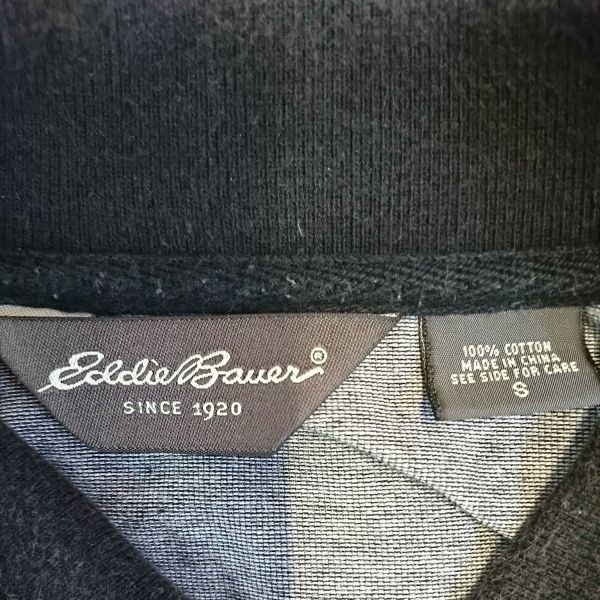 Eddie Bauer®
SINCE 1920
100% COTTON
MADE IN CHINA
SEE SIDE FOR CARE
S